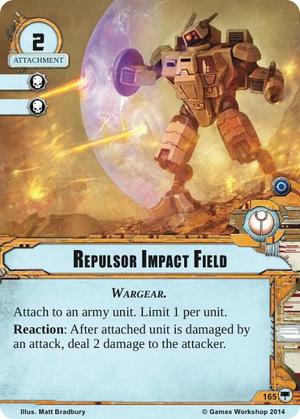 2
ATTACHMENT
REPULSOR IMPACT FIELD
WARGEAR.
Attach to an army unit. Limit 1 per unit.
Reaction: After attached unit is damaged by
an attack, deal 2 damage to the attacker.
165
Illus. Matt Bradbury © Games Workshop 2014